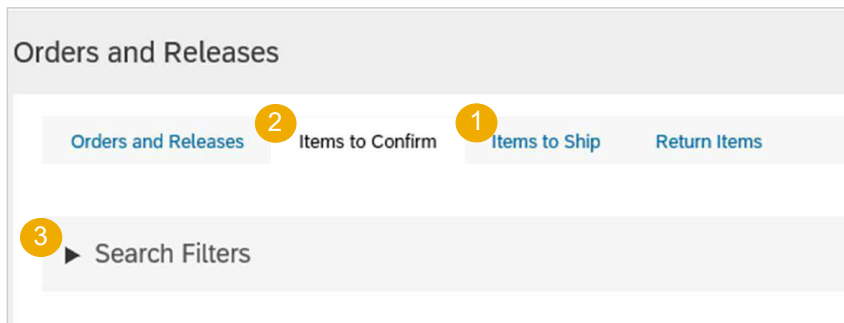 Orders and Releases
2 1
Orders and Releases Items to Confirm Items to Ship Return Items
3
Search Filters